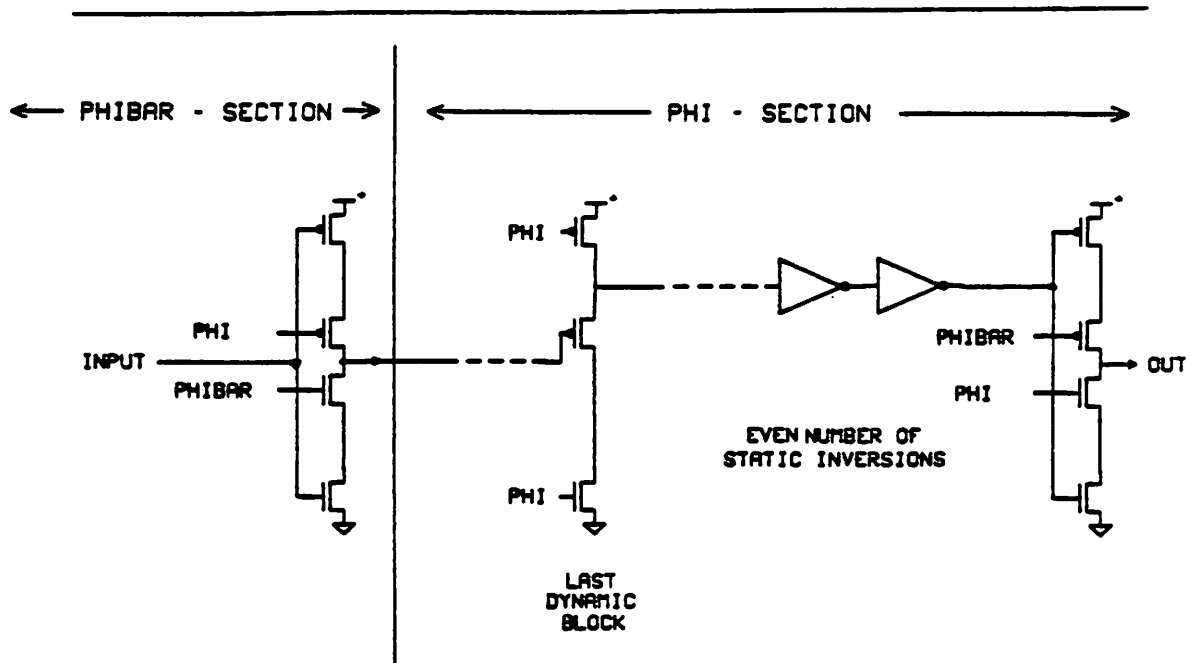 PHIBAR - SECTION
PHI - SECTION
PHI
PHI
INPUT
PHIBAR
PHIBAR
OUT
PHI
EVEN NUMBER OF
STATIC INVERSIONS
PHI
LAST
DYNAMIC
BLOCK